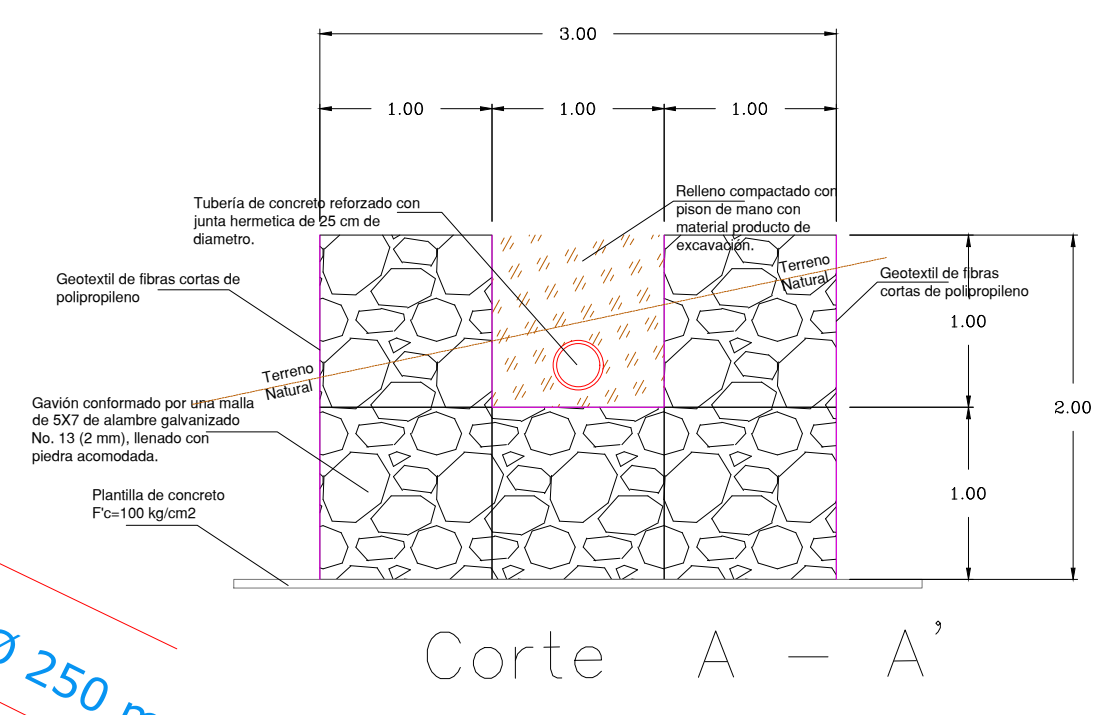 3.00
1.00
1.00
1.00
Tubería de concreto reforzado con
junta hermetica de 25 cm de
diametro.
Relleno compactado con
pison de mano con
material producto de
excavación.
Terreno
Natural
Geotextil de fibras cortas de
polipropileno
Geotextil de fibras
cortas de polipropileno
1.00
Terreno
Natural
Gavión conformado por una malla
de 5X7 de alambre galvanizado
No. 13 (2 mm), llenado con
piedra acomodada.
2.00
Plantilla de concreto
F'c=100 kg/cm2
1.00
Corte A - A'
Ø 250 m